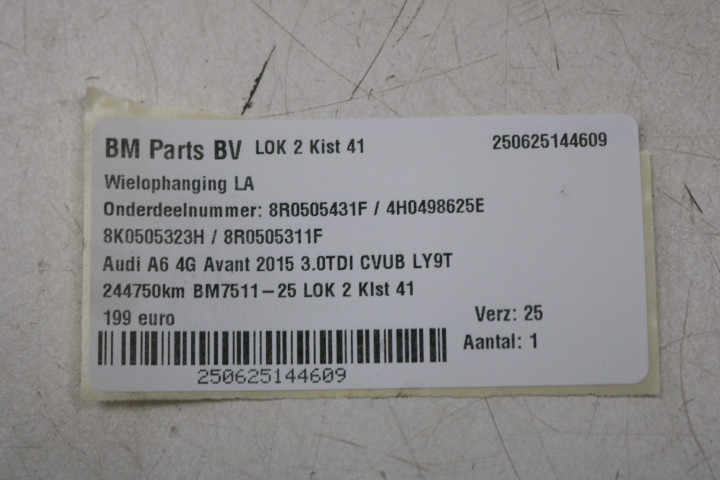 BM Parts BV LOK 2 Kist 41 250625144609
Wielophanging LA
Onderdeelnummer: 8R0505431F / 4H0498625E
8K0505323H / 8R0505311F
Audi A6 4G Avant 2015 3.0TDI CVUB LY9T
244750km BM7511-25 LOK 2 KIst 41
199 euro Verz: 25
Aantal: 1
250625144609